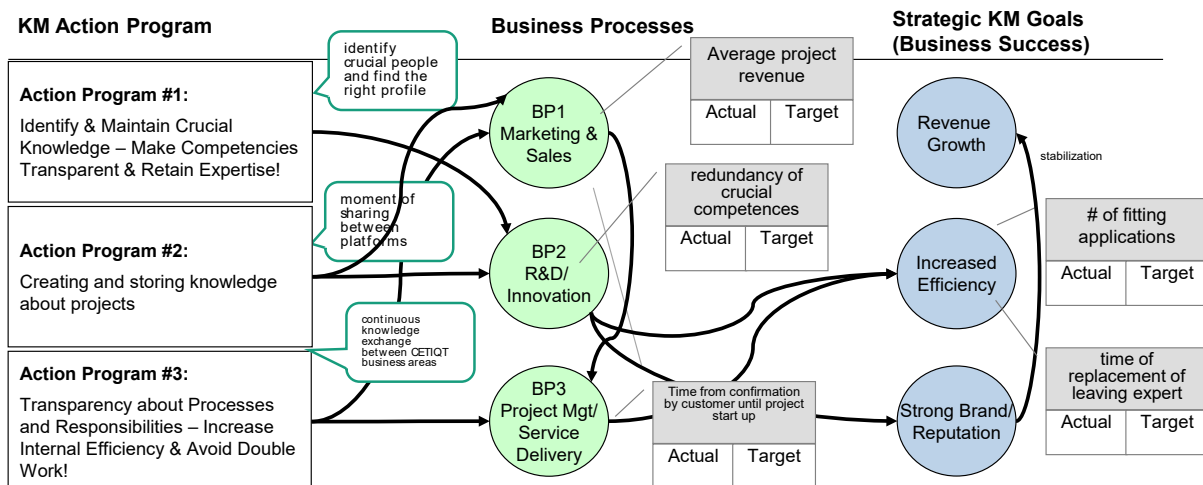 KM Action Program
Business Processes
Strategic KM Goals
(Business Success)
identify
crucial people
and find the
right profile
Action Program #1:
Identify & Maintain Crucial
Knowledge – Make Competencies
Transparent & Retain Expertise!
moment of
sharing
between
platforms
Action Program #2:
Creating and storing knowledge
about projects
continuous
knowledge
exchange
between CETIQT
business areas
Action Program #3:
Transparency about Processes
and Responsibilities – Increase
Internal Efficiency & Avoid Double
Work!
BP1
Marketing &
Sales
BP2
R&D/
Innovation
BP3
Project Mgt/
Service
Delivery
Average project
revenue
Actual Target
redundancy of
crucial
competences
Actual Target
Time from confirmation
by customer until project
start up
Actual Target
Revenue
Growth
stabilization
Increased
Efficiency
Strong Brand/
Reputation
# of fitting
applications
Actual Target
time of
replacement of
leaving expert
Actual Target